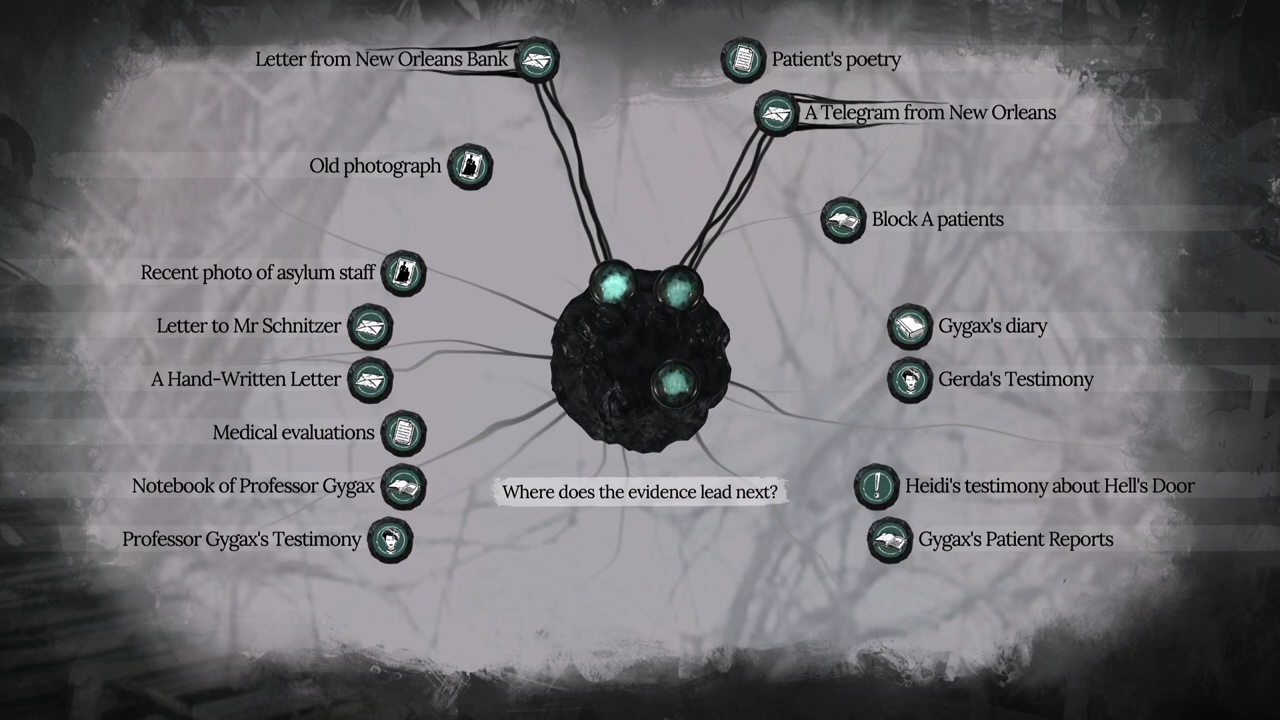 Letter from New Orleans Bank
Patient's poetry
A Telegram from New Orleans
Old photograph
Block A patients
Recent photo of asylum staff
Letter to Mr Schnitzer
Gygax's diary
A Hand-Written Letter
Gerda's Testimony
Medical evaluations
Notebook of Professor Gygax
Where does the evidence lead next?
Heidi's testimony about Hell's Door
Professor Gygax's Testimony
Gygax's Patient Reports